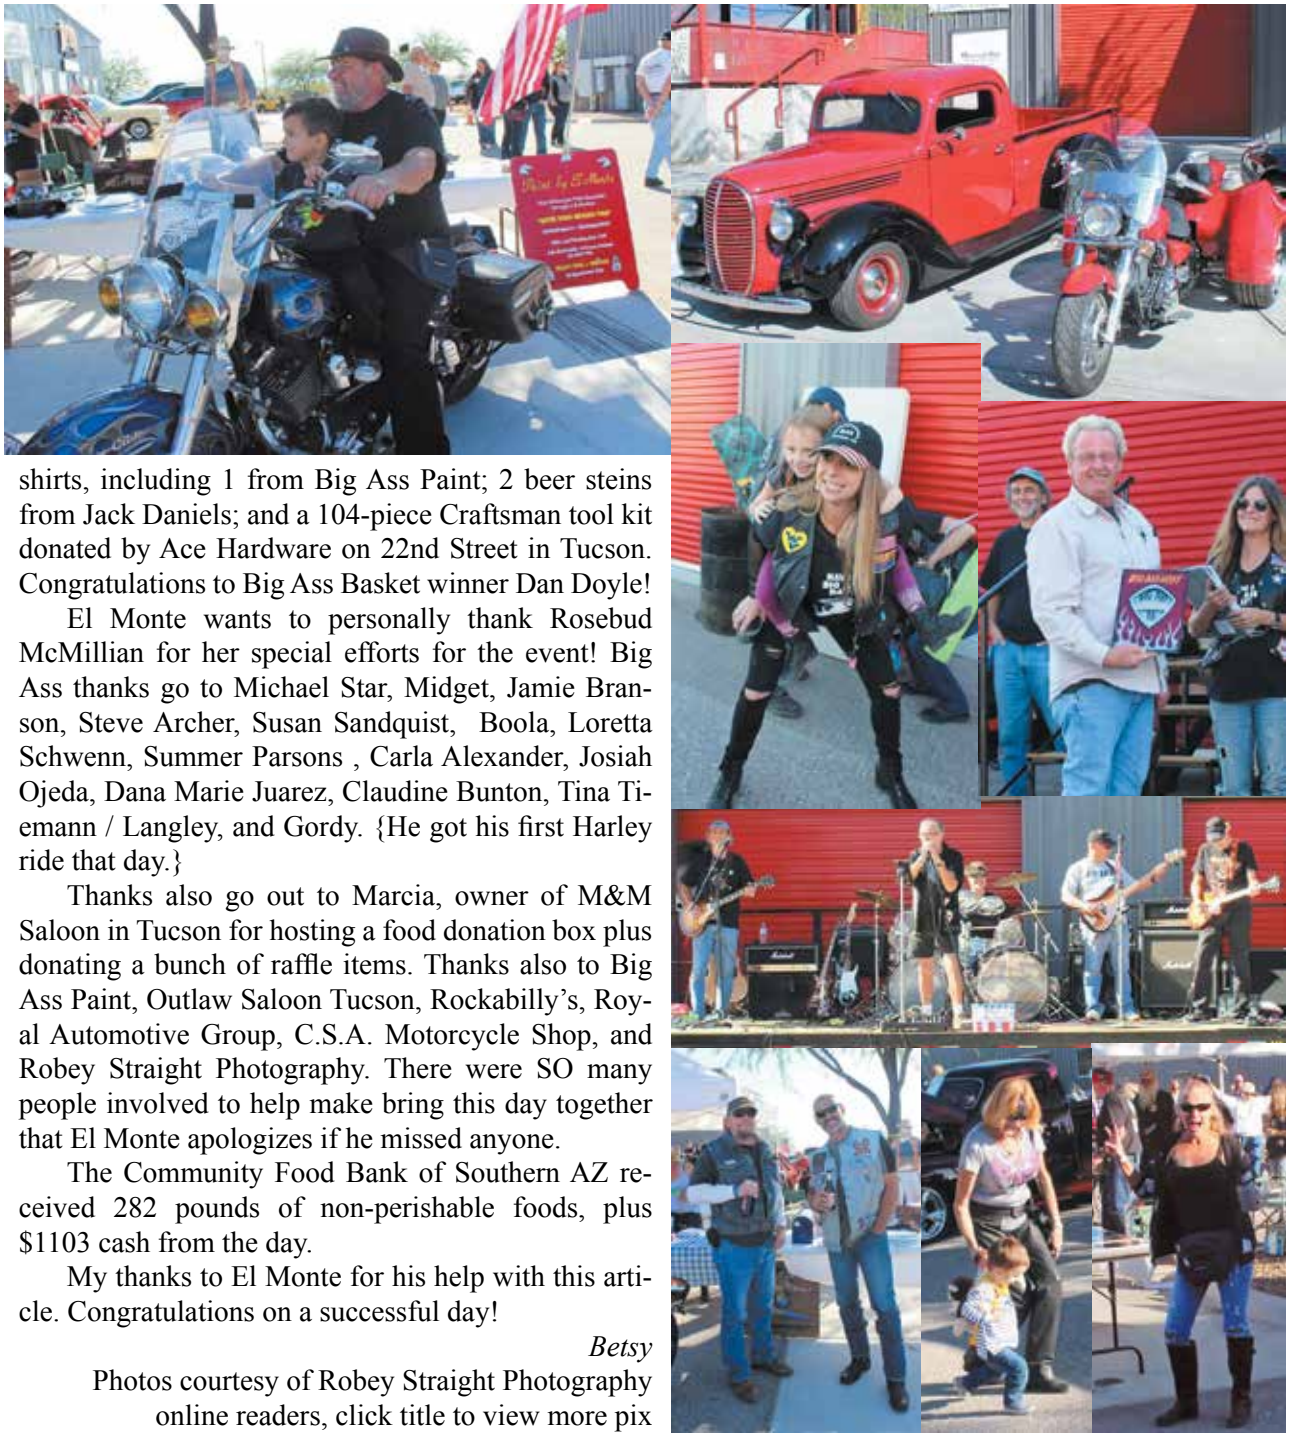 Paint by El Monte
shirts, including 1 from Big Ass Paint; 2 beer steins
from Jack Daniels; and a 104-piece Craftsman tool kit
donated by Ace Hardware on 22nd Street in Tucson.
Congratulations to Big Ass Basket winner Dan Doyle!
El Monte wants to personally thank Rosebud
McMillian for her special efforts for the event! Big
Ass thanks go to Michael Star, Midget, Jamie Bran-
son, Steve Archer, Susan Sandquist, Boola, Loretta
Schwenn, Summer Parsons , Carla Alexander, Josiah
Ojeda, Dana Marie Juarez, Claudine Bunton, Tina Ti-
emann / Langley, and Gordy. {He got his first Harley
ride that day.}
Thanks also go out to Marcia, owner of M&M
Saloon in Tucson for hosting a food donation box plus
donating a bunch of raffle items. Thanks also to Big
Ass Paint, Outlaw Saloon Tucson, Rockabilly’s, Roy-
al Automotive Group, C.S.A. Motorcycle Shop, and
Robey Straight Photography. There were SO many
people involved to help make bring this day together
that El Monte apologizes if he missed anyone.
The Community Food Bank of Southern AZ re-
ceived 282 pounds of non-perishable foods, plus
$1103 cash from the day.
My thanks to El Monte for his help with this arti-
cle. Congratulations on a successful day!
Betsy
Photos courtesy of Robey Straight Photography
online readers, click title to view more pix